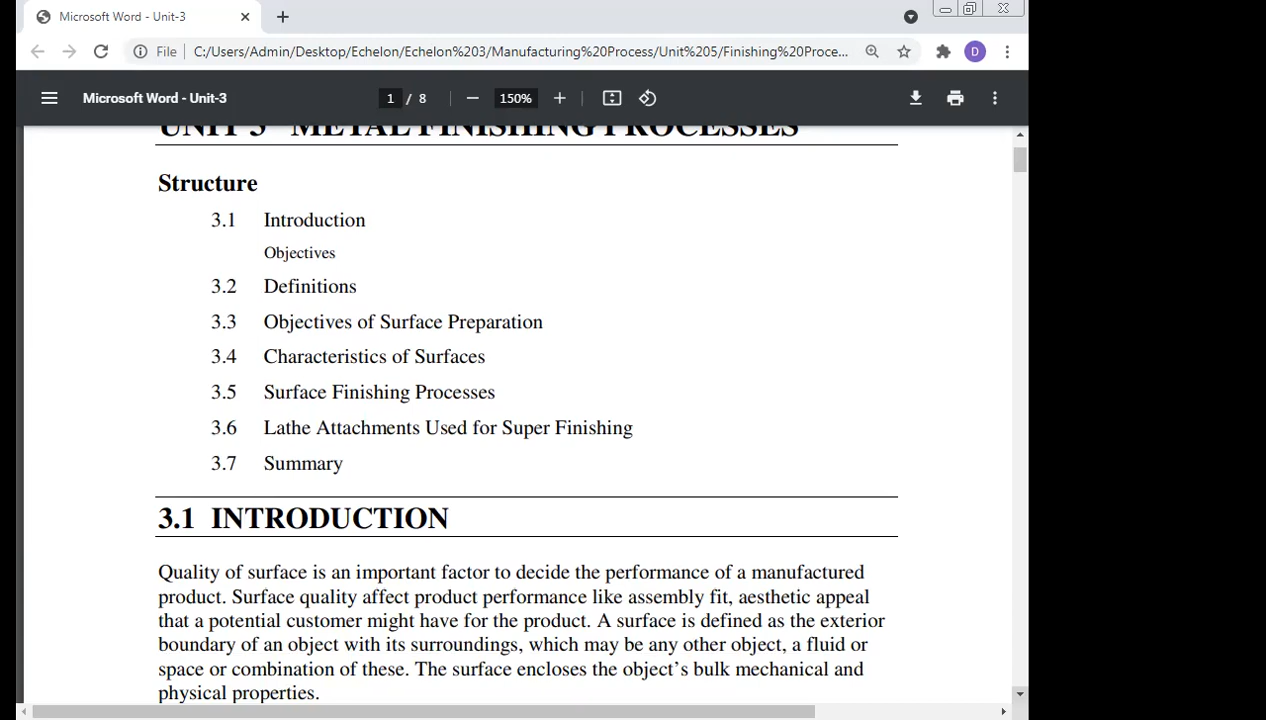 Microsoft Word - Unit-3
File C:/Users/Admin/Desktop/Echelon/Echelon%203/Manufacturing%20Process/Unit%205/Finishing%20Proce... D
Microsoft Word - Unit-3 1 / 8 150%
UNIT 3 METAL FINISHING PROCESSES
Structure
3.1 Introduction
Objectives
3.2 Definitions
3.3 Objectives of Surface Preparation
3.4 Characteristics of Surfaces
3.5 Surface Finishing Processes
3.6 Lathe Attachments Used for Super Finishing
3.7 Summary
3.1 INTRODUCTION
Quality of surface is an important factor to decide the performance of a manufactured
product. Surface quality affect product performance like assembly fit, aesthetic appeal
that a potential customer might have for the product. A surface is defined as the exterior
boundary of an object with its surroundings, which may be any other object, a fluid or
space or combination of these. The surface encloses the object's bulk mechanical and
physical properties.